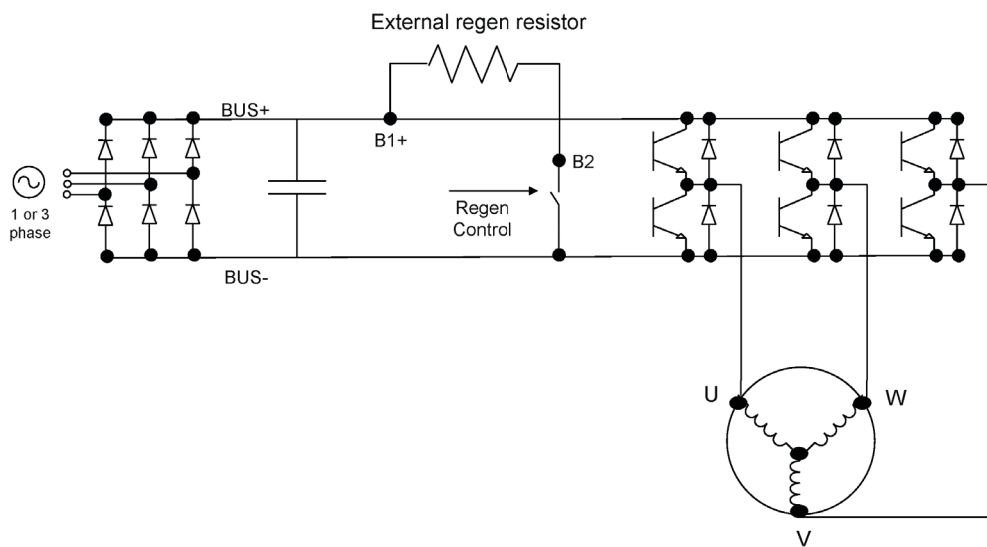 External regen resistor
BUS+
B1+
B2
1 or 3
phase
Regen
Control
BUS-
U
W
V